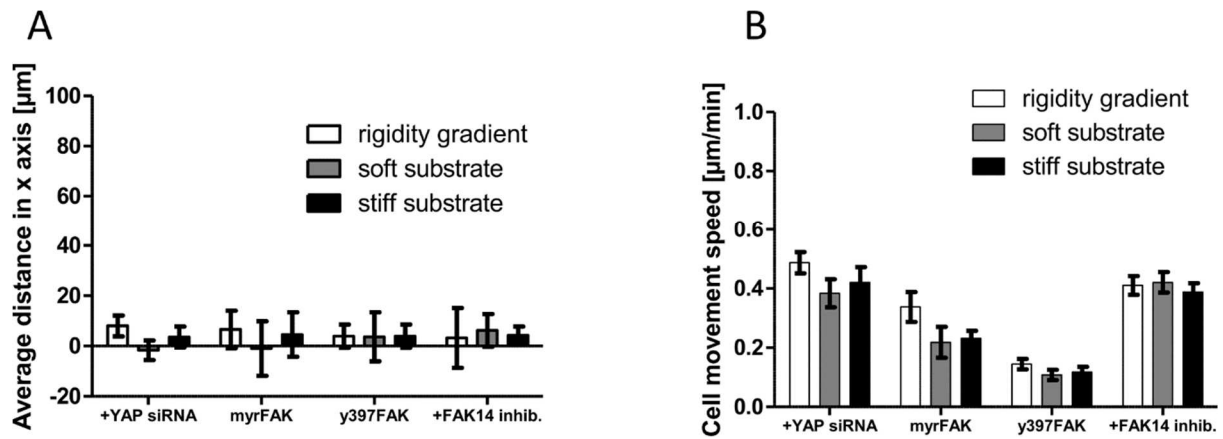 A
Average distance in x axis [µm]
100
80
60
40
20
0
-20
rigidity gradient
soft substrate
stiff substrate
+YAP siRNA
myrFAK
y397FAK
+FAK14 inhib.
B
Cell movement speed [µm/min]
1.0
0.8
0.6
0.4
0.2
0.0
rigidity gradient
soft substrate
stiff substrate
+YAP siRNA
myrFAK
y397FAK
+FAK14 inhib.